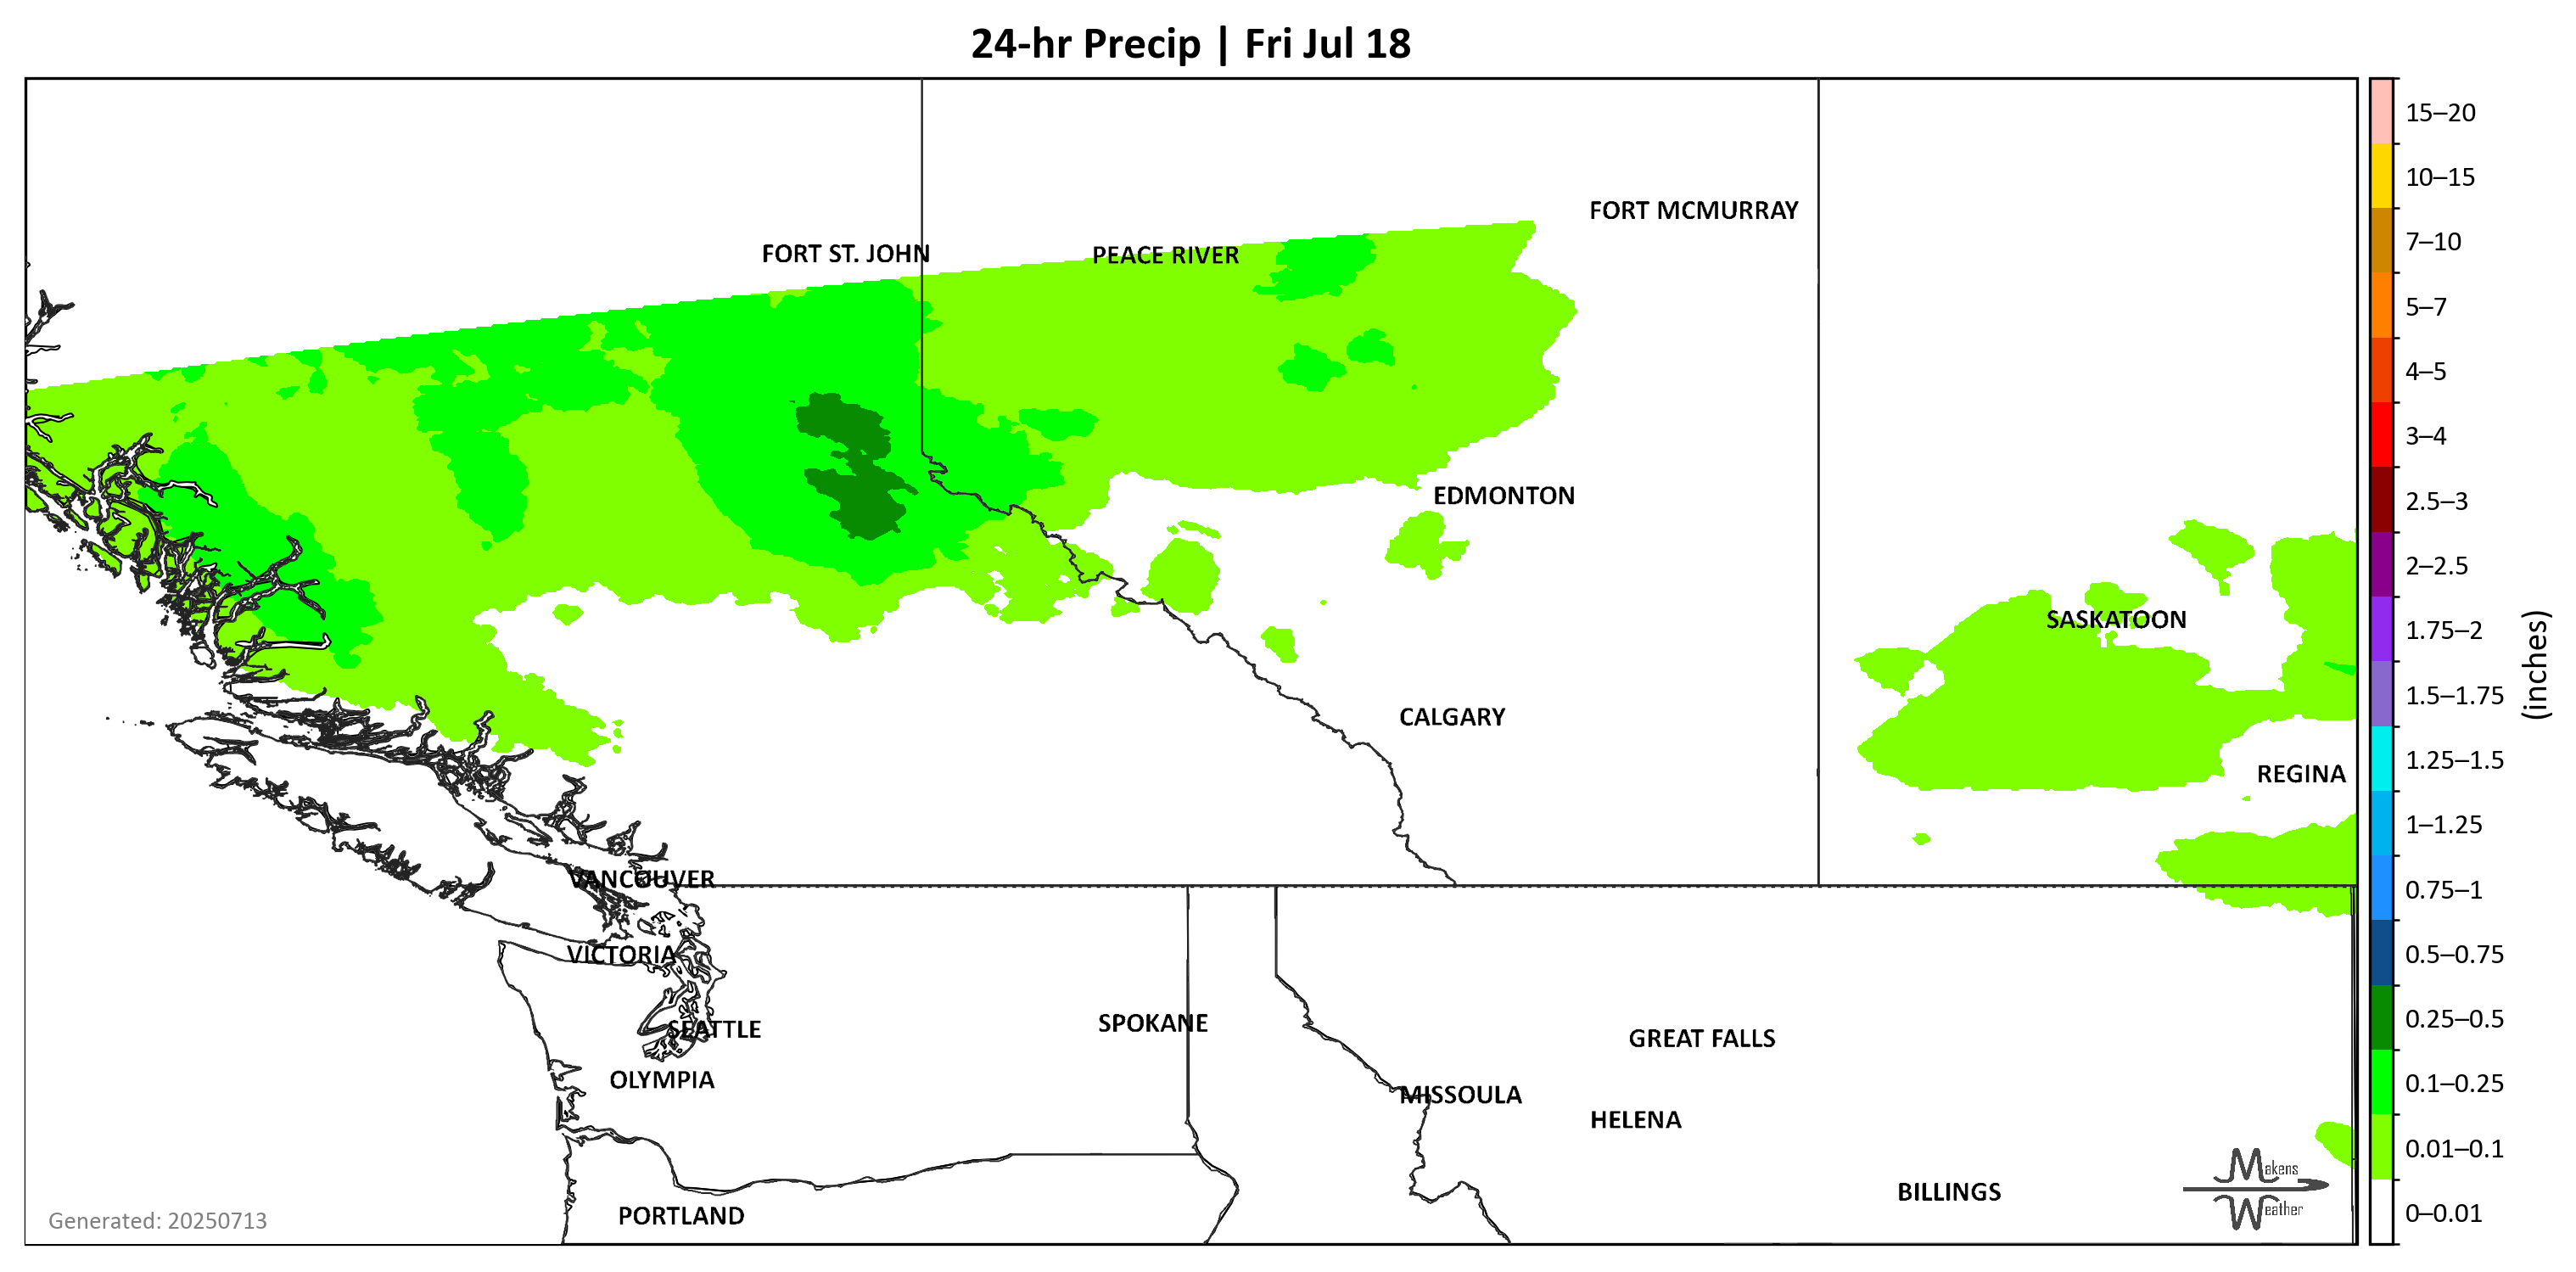 24-hr Precip | Fri Jul 18
FORT MCMURRAY
FORT ST. JOHN
PEACE RIVER
EDMONTON
SASKATOON
CALGARY
REGINA
VANCOUVER
VICTORIA
SPOKANE
SEATTLE
GREAT FALLS
OLYMPIA
MISSOULA
HELENA
BILLINGS
PORTLAND
Makens
Weather
Generated: 20250713
15–20
10–15
7–10
5–7
4–5
3–4
2.5–3
2–2.5
1.75–2
1.5–1.75
1.25–1.5
1–1.25
0.75–1
0.5–0.75
0.25–0.5
0.1–0.25
0.01–0.1
0–0.01
(inches)